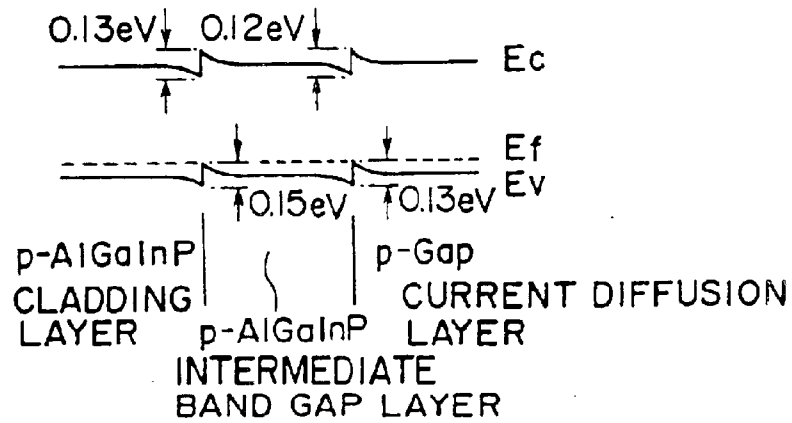 0.13eV 0.12eV
Ec
Ef
Ev
0.15eV 0.13eV
p-AlGaInP
CLADDING
LAYER
p-AlGaInP
INTERMEDIATE
BAND GAP LAYER
p-Gap
CURRENT DIFFUSION
LAYER